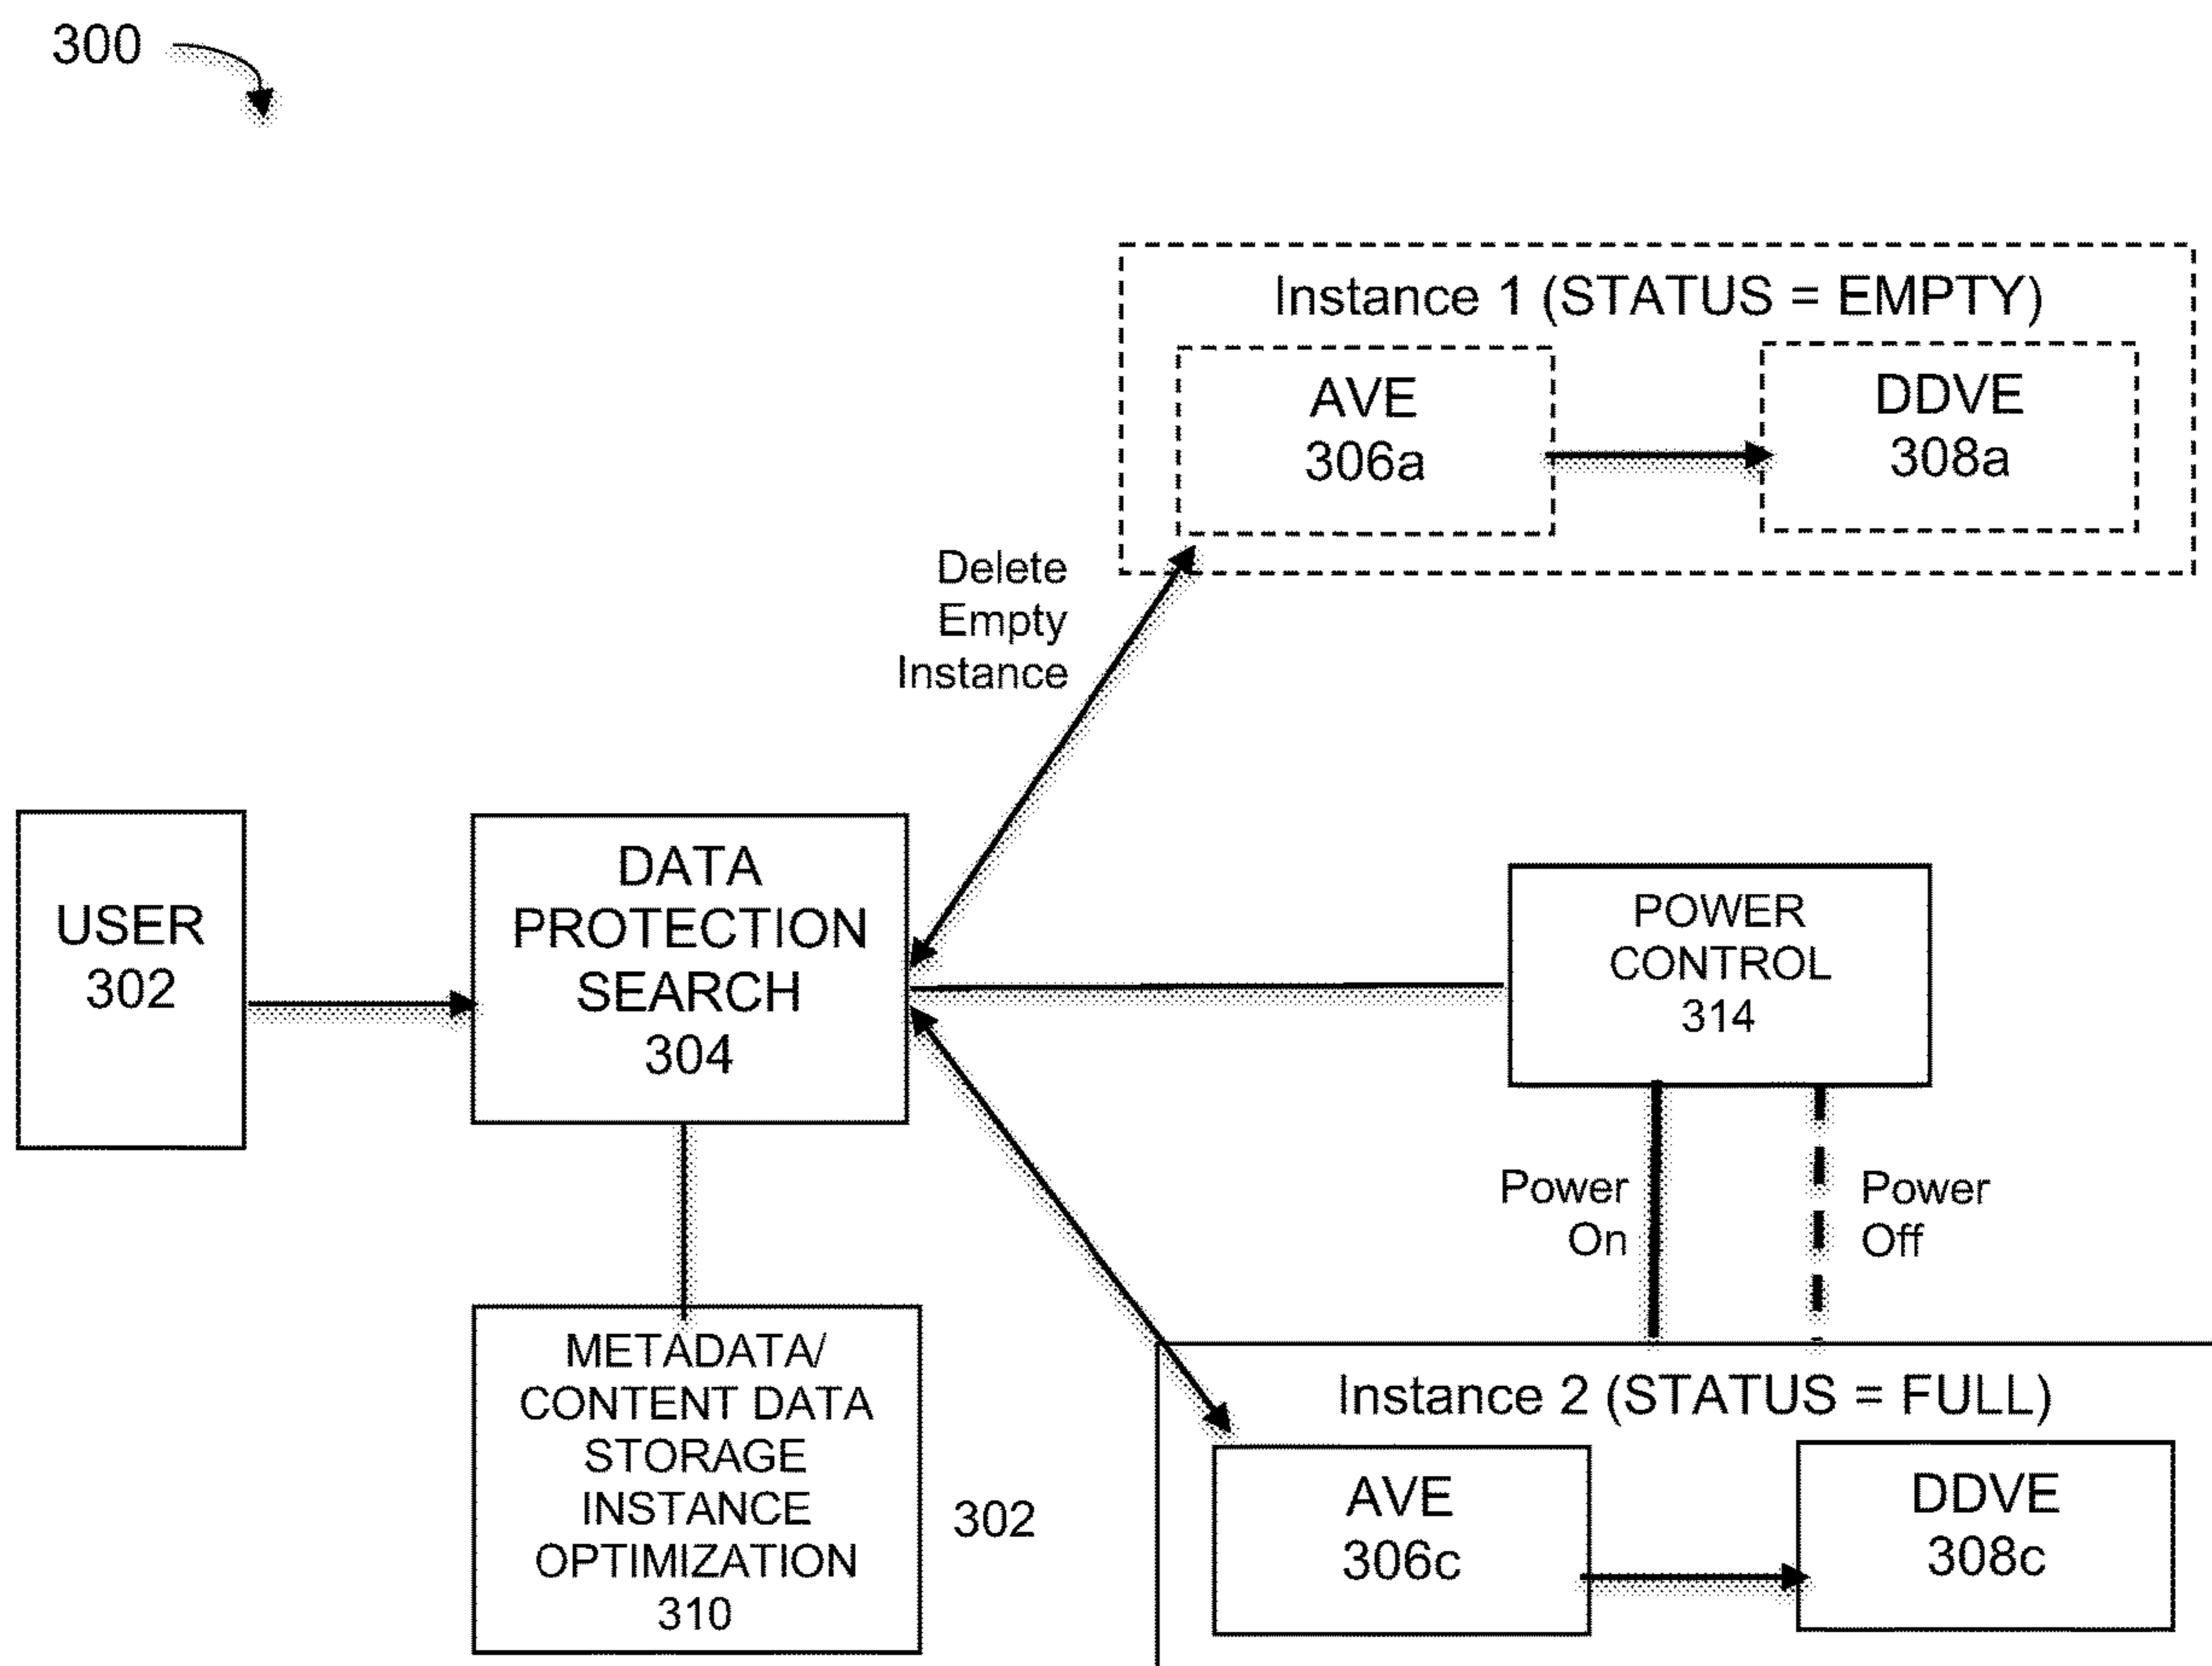 300
Instance 1 (STATUS = EMPTY)
AVE
306a
DDVE
308a
Delete
Empty
Instance
USER
302
DATA
PROTECTION
SEARCH
304
POWER
CONTROL
314
Power
On
Power
Off
METADATA/
CONTENT DATA
STORAGE
INSTANCE
OPTIMIZATION
310
302
Instance 2 (STATUS = FULL)
AVE
306c
DDVE
308c